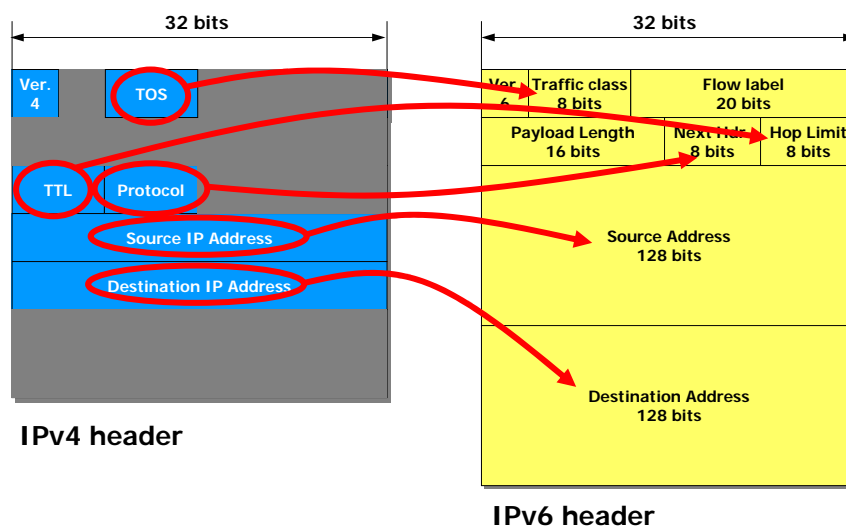 32 bits
32 bits
Ver.
4
TOS
TTL
Protocol
Source IP Address
Destination IP Address
IPv4 header
Ver
6
Traffic class
8 bits
Flow label
20 bits
Payload Length
16 bits
Next Hdr.
8 bits
Hop Limit
8 bits
Source Address
128 bits
Destination Address
128 bits
IPv6 header